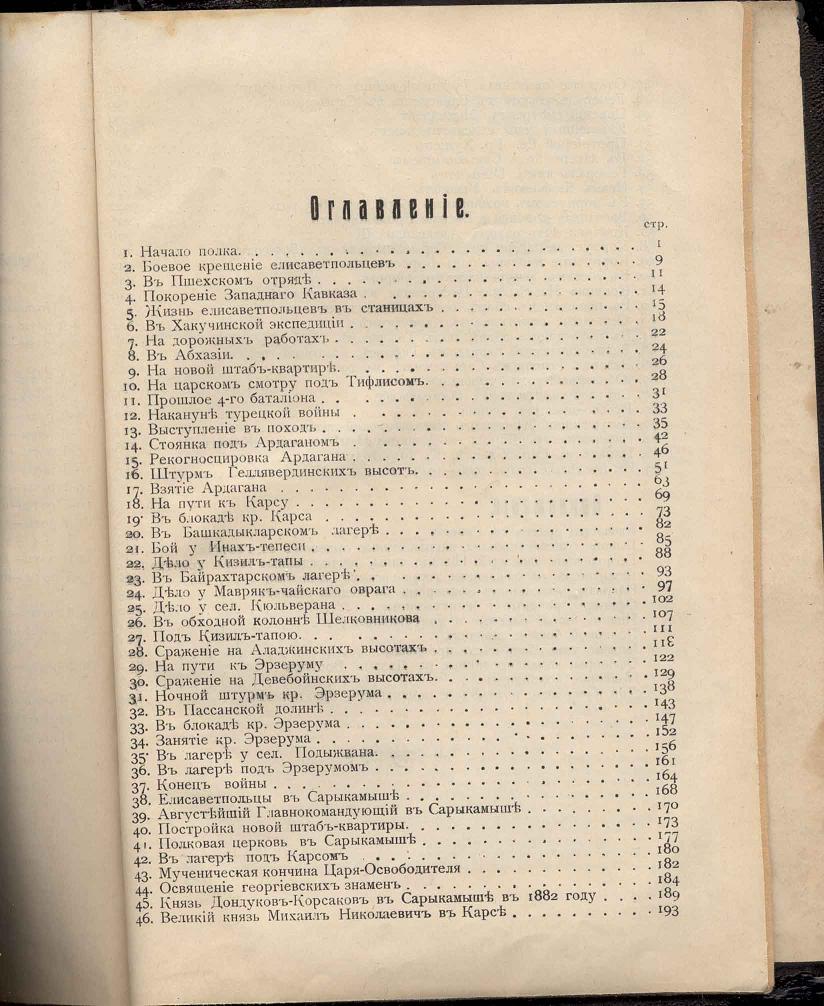 Оглавленіе.
стр.
1. Начало полка. 1
2. Боевое крещеніе елисаветпольцевъ 9
3. Въ Пшехскомъ отрядѣ 11
4. Покореніе Западнаго Кавказа 14
5. Жизнь елисаветпольцевъ въ станицахъ 15
6. Въ Хакучинской экспедиціи 18
7. На дорожныхъ работахъ 22
8. Въ Абхазіи. 24
9. На новой штабъ-квартирѣ. 26
10. На царскомъ смотру подъ Тифлисомъ. 28
11. Прошлое 4-го баталіона 31
12. Наканунѣ турецкой войны 33
13. Выступленіе въ походъ 35
14. Стоянка подъ Ардаганомъ 42
15. Рекогносцировка Ардагана 46
16. Штурмъ Геллявердинскихъ высотъ. 51
17. Взятіе Ардагана 63
18. На пути къ Карсу 69
19. Въ блокадѣ кр. Карса 73
20. Въ Башкадыкларскомъ лагерѣ 82
21. Бой у Инахъ-тепеси 85
22. Дѣло у Кизилъ-тапы 88
23. Въ Байрахтарскомъ лагерѣ 93
24. Дѣло у Маврякъ-чайскаго оврага 97
25. Дѣло у сел. Кюльверана 102
26. Въ обходной колоннѣ Шелковникова 107
27. Подъ Кизилъ-тапою. 111
28. Сраженіе на Аладжинскихъ высотахъ 118
29. На пути къ Эрзеруму 122
30. Сраженіе на Девебойнскихъ высотахъ. 129
31. Ночной штурмъ кр. Эрзерума 138
32. Въ Пассанской долинѣ 143
33. Въ блокадѣ кр. Эрзерума 147
34. Занятіе кр. Эрзерума 152
35. Въ лагерѣ у сел. Подыжвана. 156
36. Въ лагерѣ подъ Эрзерумомъ 161
37. Конецъ войны 164
38. Елисаветпольцы въ Сарыкамышѣ 168
39. Августѣйшій Главнокомандующій въ Сарыкамышѣ 170
40. Постройка новой штабъ-квартиры. 173
41. Полковая церковь въ Сарыкамышѣ 177
42. Въ лагерѣ подъ Карсомъ 180
43. Мученическая кончина Царя-Освободителя 182
44. Освященіе георгіевскихъ знаменъ 184
45. Князь Дондуковъ-Корсаковъ въ Сарыкамышѣ въ 1882 году 189
46. Великій князь Михаилъ Николаевичъ въ Карсѣ 193